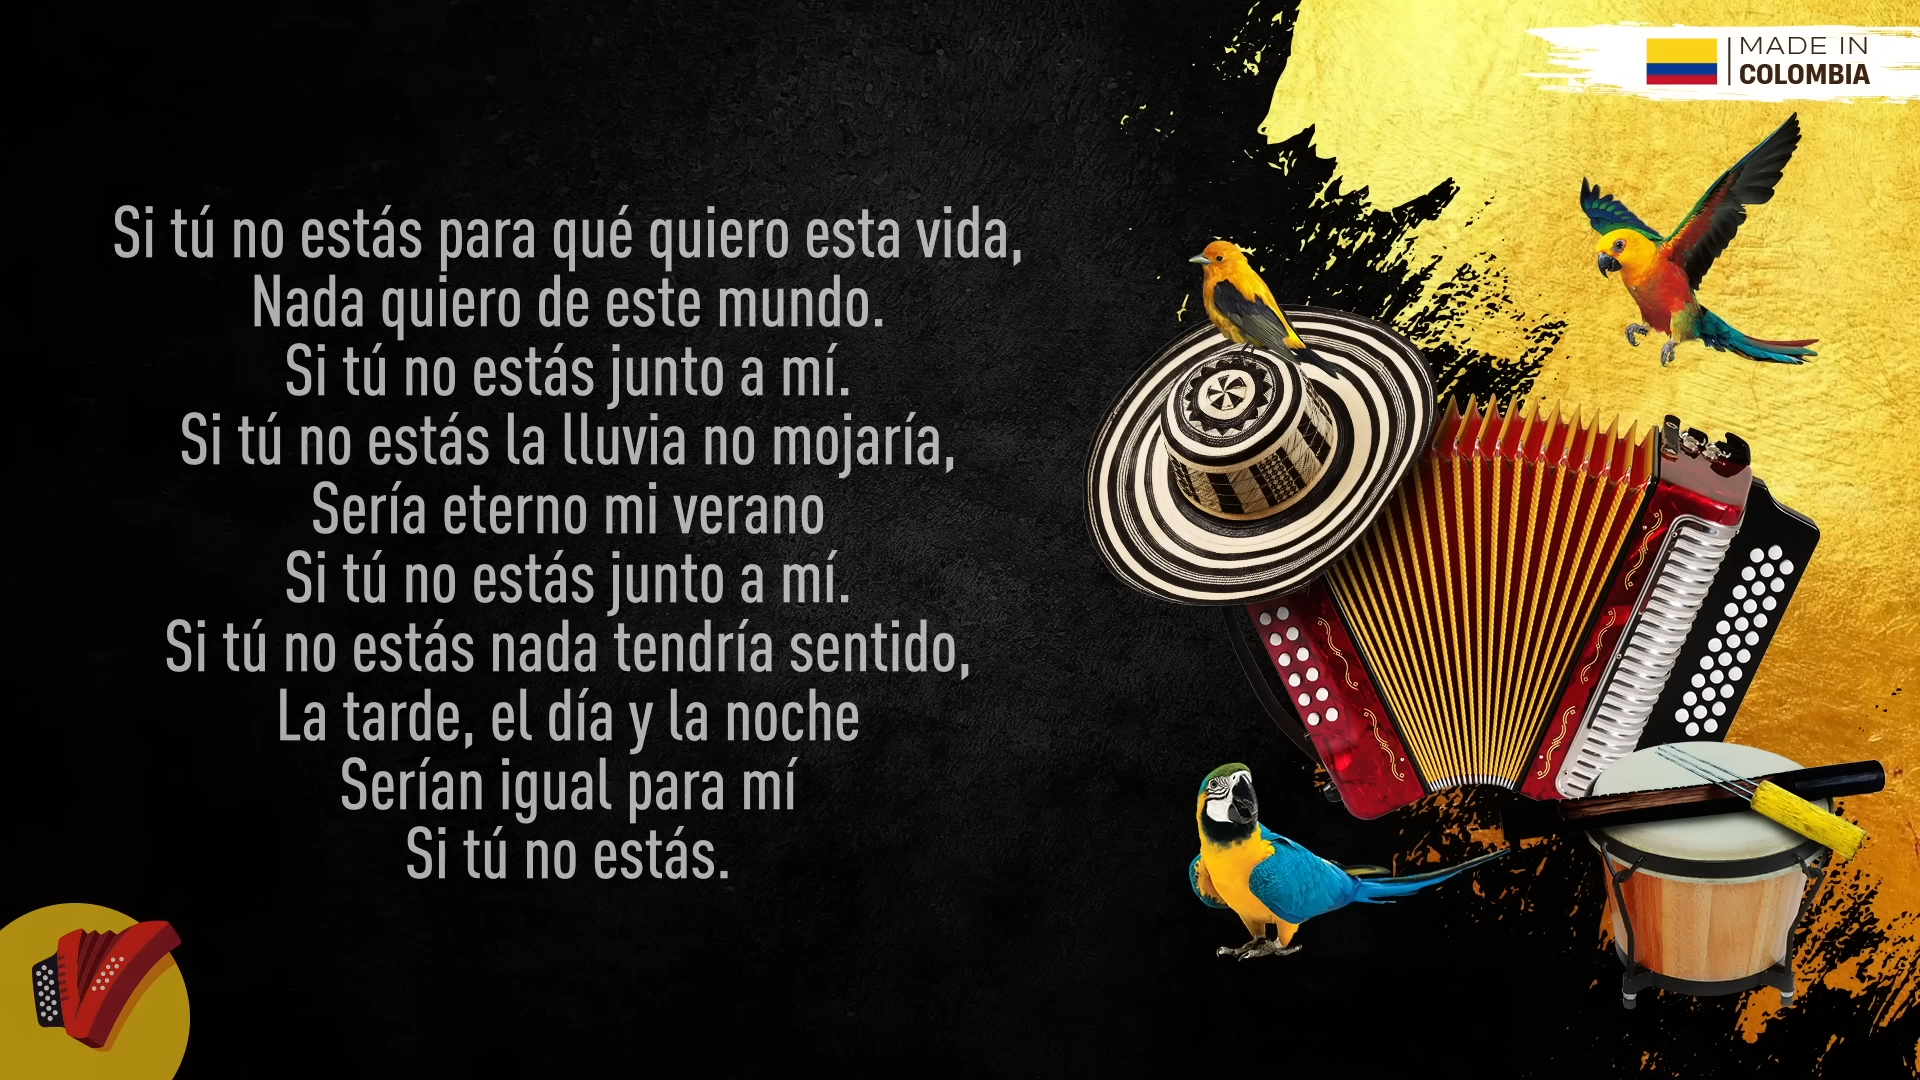 MADE IN
COLOMBIA
Si tú no estás para qué quiero esta vida,
Nada quiero de este mundo.
Si tú no estás junto a mí.
Si tú no estás la lluvia no mojaría,
Sería eterno mi verano
Si tú no estás junto a mí.
Si tú no estás nada tendría sentido,
La tarde, el día y la noche
Serían igual para mí
Si tú no estás.